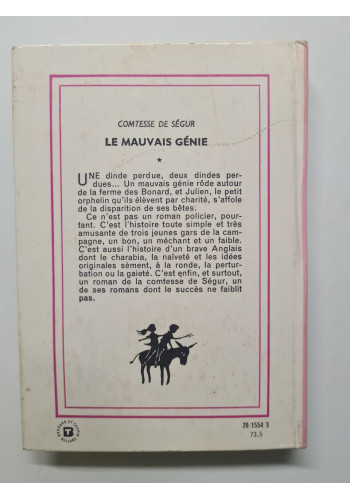 COMTESSE DE SÉGUR
LE MAUVAIS GÉNIE
*
UNE dinde perdue, deux dindes per-
dues... Un mauvais génie rôde autour
de la ferme des Bonard, et Julien, le petit
orphelin qu'ils élèvent par charité, s'affole
de la disparition de ses bêtes.
Ce n'est pas un roman policier, pour-
tant. C'est l'histoire toute simple et très
amusante de trois jeunes gars de la cam-
pagne, un bon, un méchant et un faible.
C'est aussi l'histoire d'un brave Anglais
dont le charabia, la naïveté et les idées
originales sèment, à la ronde, la pertur-
bation ou la gaieté. C'est enfin, et surtout,
un roman de la comtesse de Ségur, un
de ses romans dont le succès ne faiblit
pas.
20 1554 3
73.5